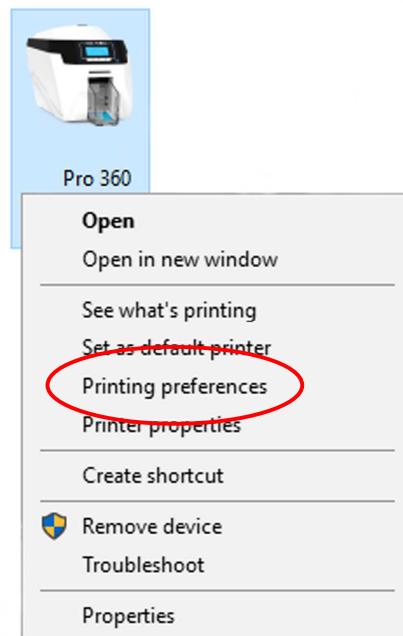 Pro 360
Open
Open in new window
See what's printing
Set as default printer
Printing preferences
Printer properties
Create shortcut
Remove device
Troubleshoot
Properties